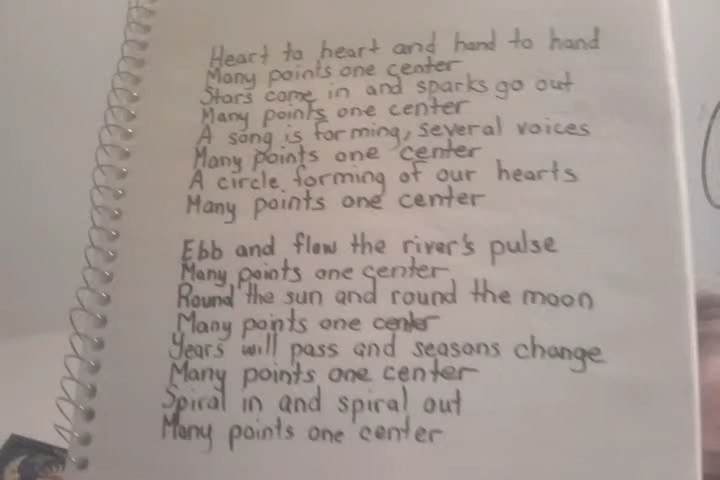 Heart to heart and hand to hand
Many points one center
Stars come in and sparks go out
Many points one center
A song is forming, several voices
Many points one center
A circle forming of our hearts
Many points one center
Ebb and flow the river's pulse
Many points one center
Round the sun and round the moon
Many points one center
Years will pass and seasons change
Many points one center
Spiral in and spiral out
Many points one center